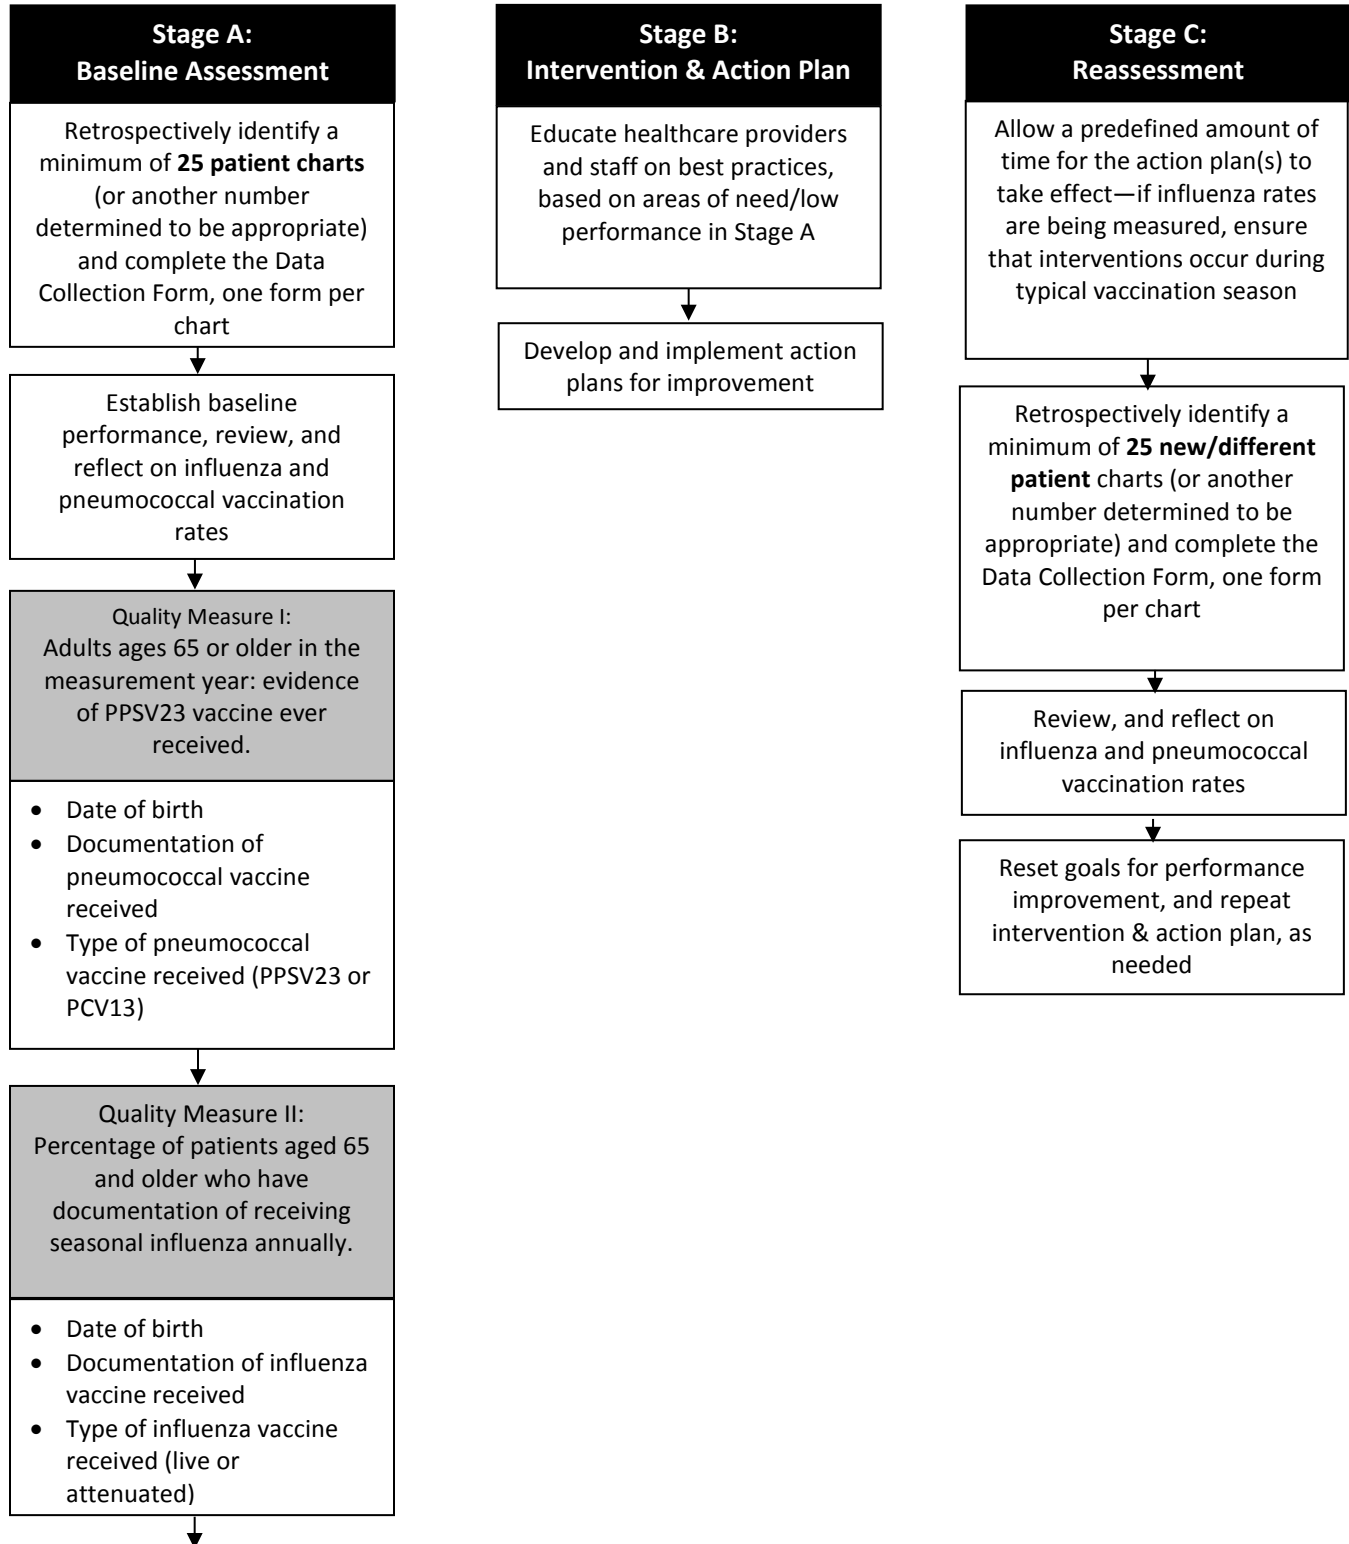 Stage A:
Baseline Assessment
Retrospectively identify a
minimum of 25 patient charts
(or another number
determined to be appropriate)
and complete the Data
Collection Form, one form per
chart
Establish baseline
performance, review, and
reflect on influenza and
pneumococcal vaccination
rates
Quality Measure I:
Adults ages 65 or older in the
measurement year: evidence
of PPSV23 vaccine ever
received.
• Date of birth
• Documentation of
pneumococcal vaccine
received
• Type of pneumococcal
vaccine received (PPSV23 or
PCV13)
Quality Measure II:
Percentage of patients aged 65
and older who have
documentation of receiving
seasonal influenza annually.
• Date of birth
• Documentation of influenza
vaccine received
• Type of influenza vaccine
received (live or
attenuated)
Stage B:
Intervention & Action Plan
Educate healthcare providers
and staff on best practices,
based on areas of need/low
performance in Stage A
Develop and implement action
plans for improvement
Stage C:
Reassessment
Allow a predefined amount of
time for the action plan(s) to
take effect—if influenza rates
are being measured, ensure
that interventions occur during
typical vaccination season
Retrospectively identify a
minimum of 25 new/different
patient charts (or another
number determined to be
appropriate) and complete the
Data Collection Form, one form
per chart
Review, and reflect on
influenza and pneumococcal
vaccination rates
Reset goals for performance
improvement, and repeat
intervention & action plan, as
needed